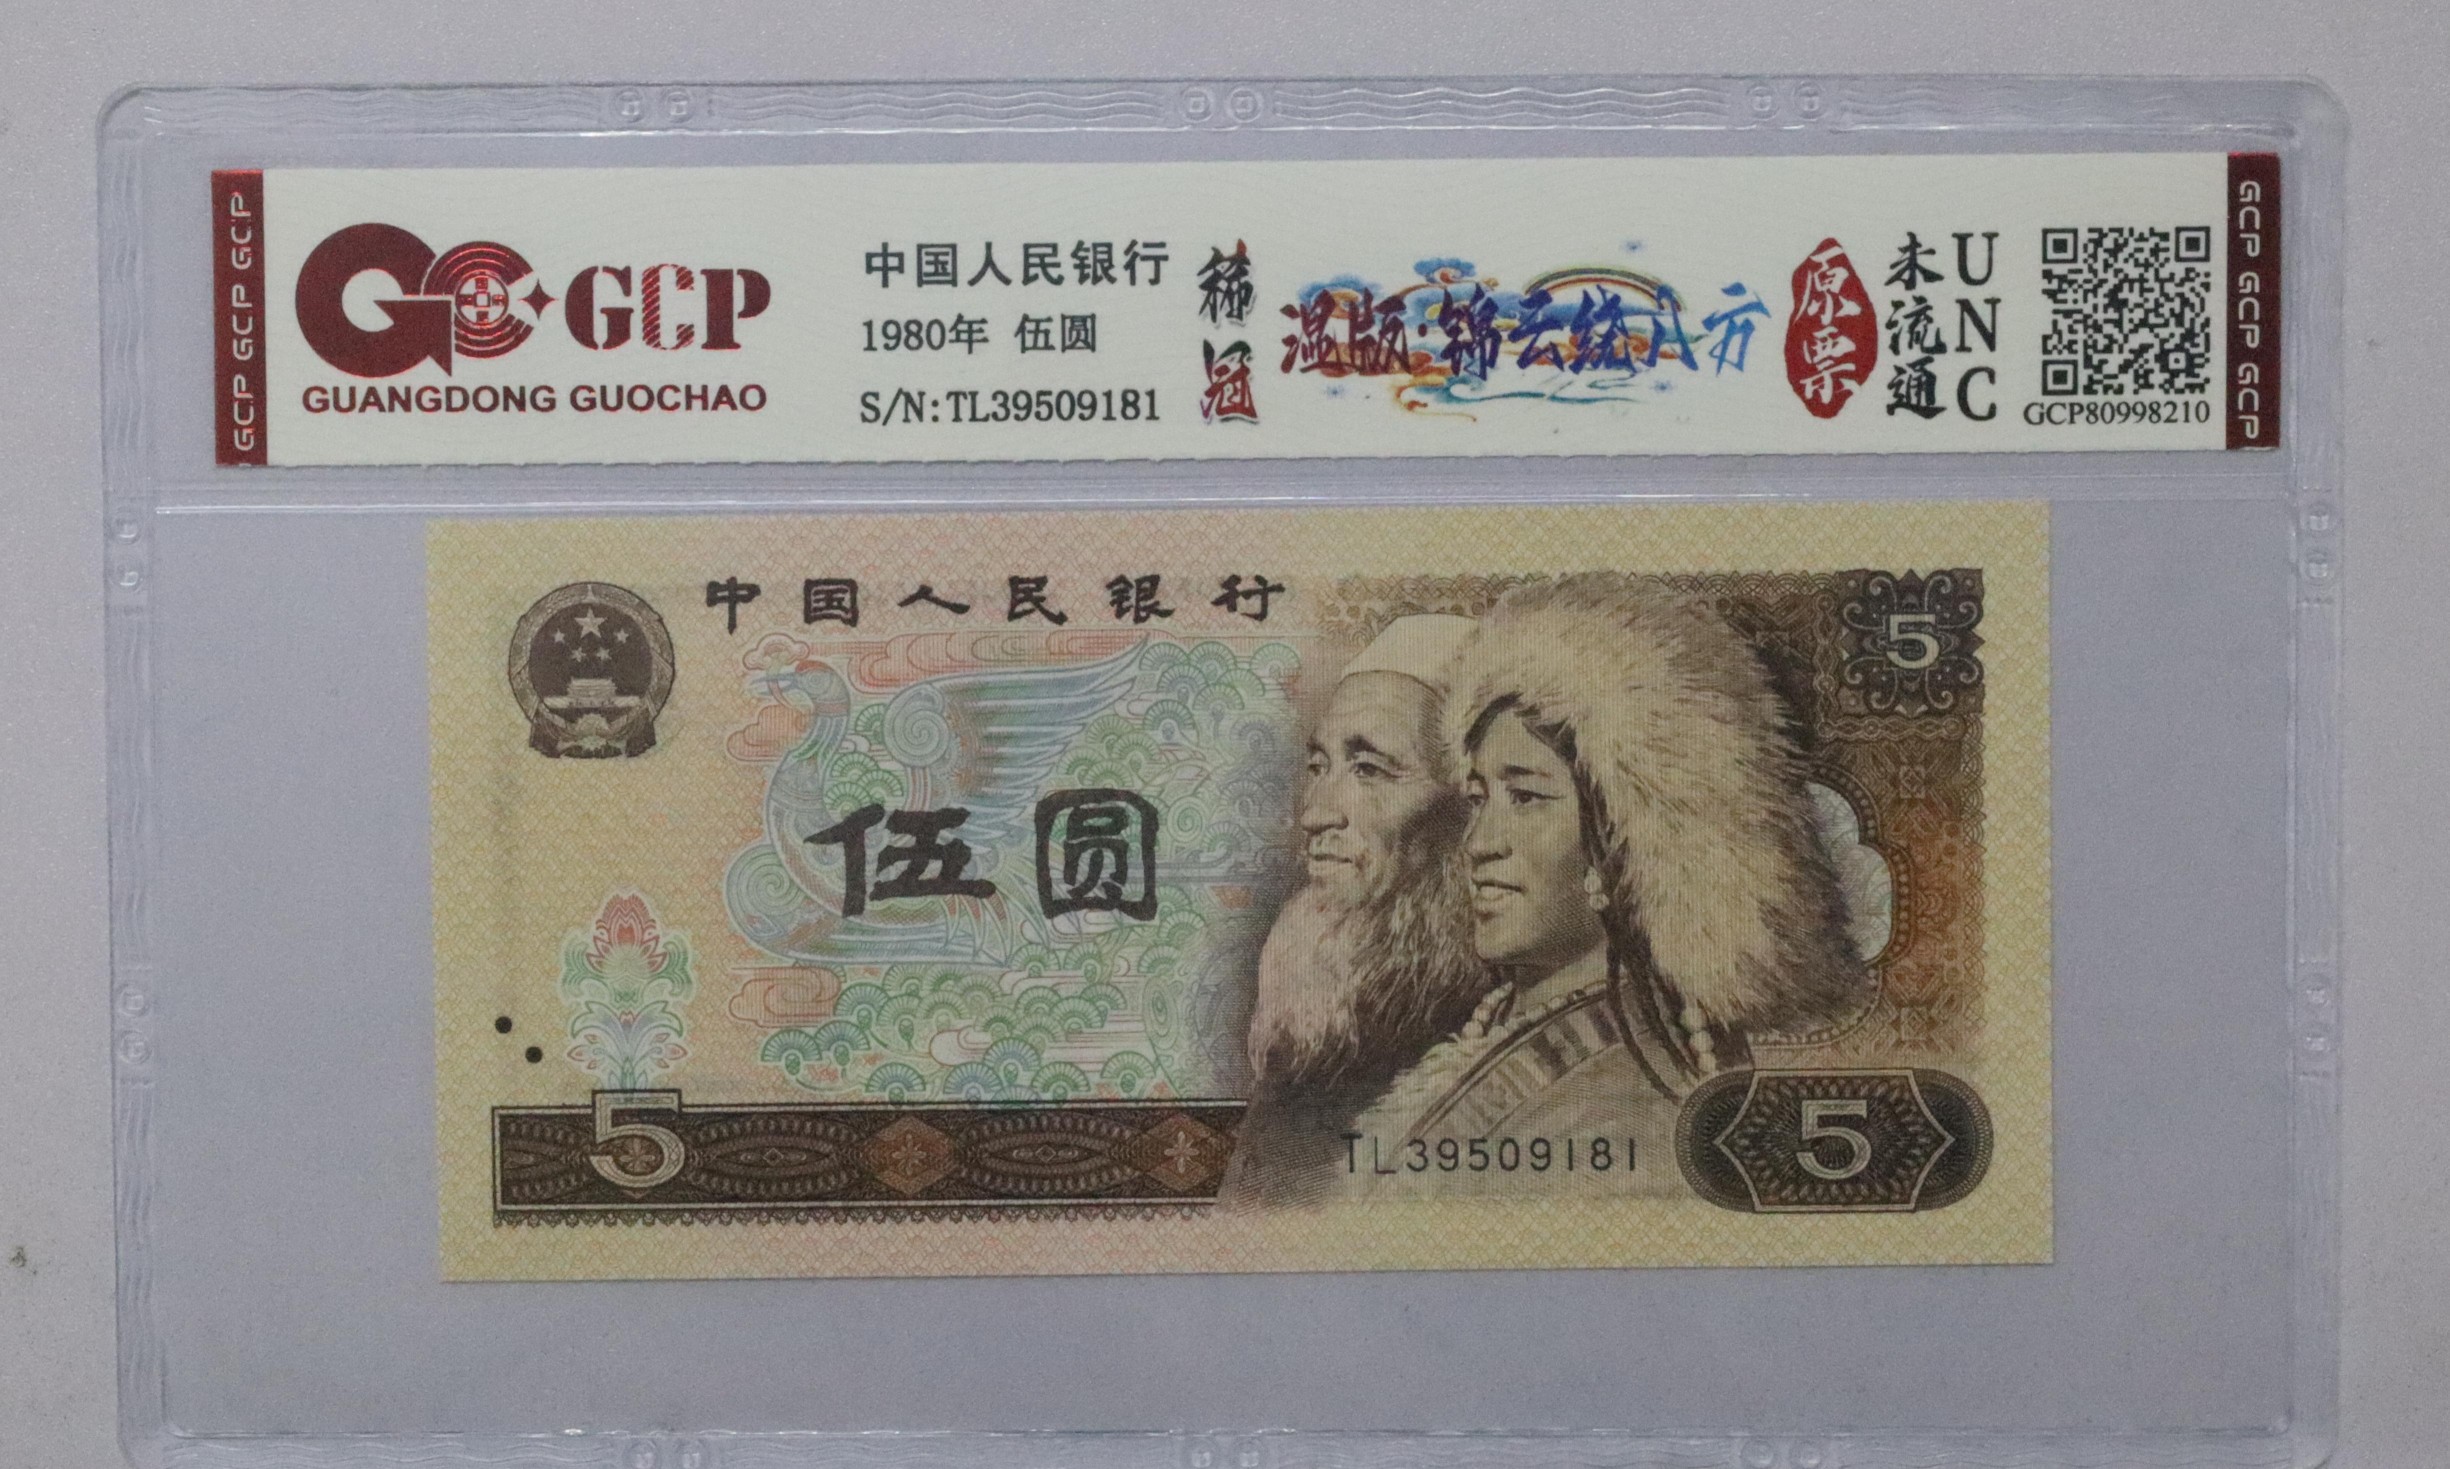 GCP GCP GCP
GCP
GUANGDONG GUOCHAO
中国人民银行
1980年 伍圆
S/N:TL39509181
稀冠
温版·锦云绕八方
原票
未流通
UNC
GCP80998210
GCP GCP GCP
中国人民银行
5
伍圆
5
TL39509181
5